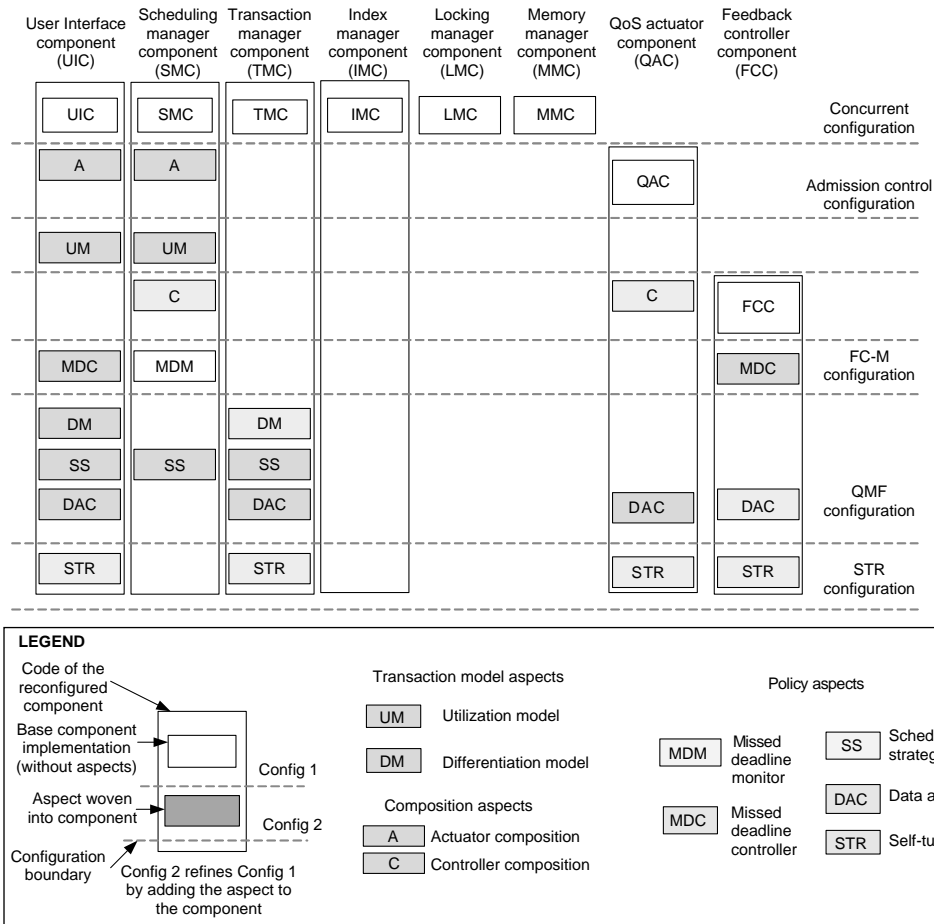 User Interface component (UIC)
Scheduling manager component (SMC)
Transaction manager component (TMC)
Index manager component (IMC)
Locking manager component (LMC)
Memory manager component (MMC)
QoS actuator component (QAC)
Feedback controller component (FCC)
UIC SMC TMC IMC LMC MMC
Concurrent configuration
A A
QAC
Admission control configuration
UM UM
C C
FCC
MDC MDM MDC
FC-M configuration
DM DM
SS SS SS
DAC DAC DAC DAC
QMF configuration
STR STR STR STR
STR configuration
LEGEND
Code of the reconfigured component
Base component implementation (without aspects)
Config 1
Aspect woven into component
Config 2
Configuration boundary
Config 2 refines Config 1 by adding the aspect to the component
Transaction model aspects
UM Utilization model
DM Differentiation model
Composition aspects
A Actuator composition
C Controller composition
Policy aspects
MDM Missed deadline monitor
MDC Missed deadline controller
SS
DAC Data
STR